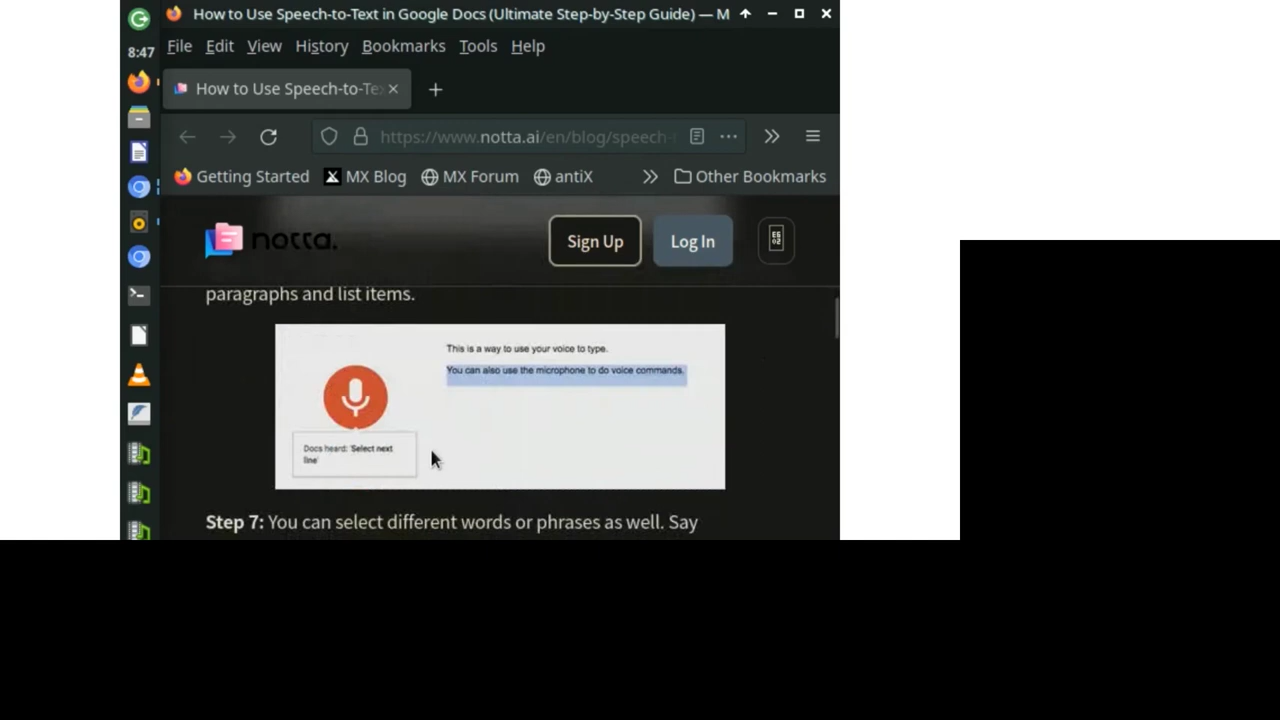 How to Use Speech-to-Text in Google Docs (Ultimate Step-by-Step Guide) — M
8:47
File Edit View History Bookmarks Tools Help
How to Use Speech-to-Te
https://www.notta.ai/en/blog/speech-
Getting Started MX Blog MX Forum antiX Other Bookmarks
notta. Sign Up Log In
paragraphs and list items.
This is a way to use your voice to type.
You can also use the microphone to do voice commands.
Docs heard: 'Select next
line'
Step 7: You can select different words or phrases as well. Say